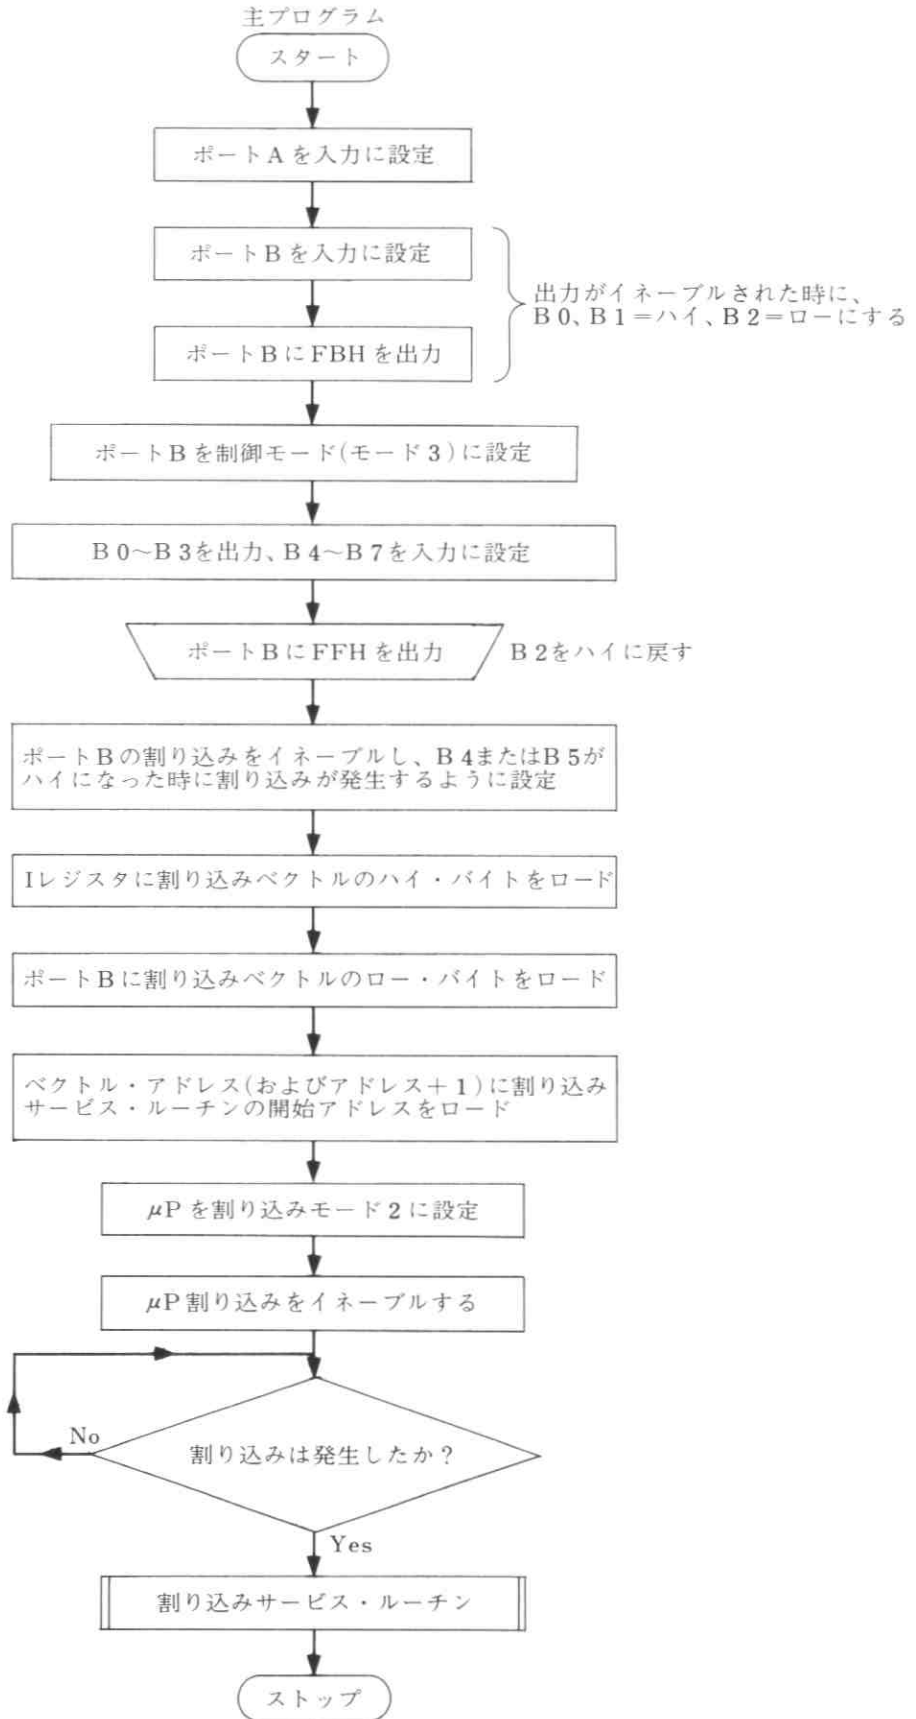 主プログラム
スタート
ポートAを入力に設定
ポートBを入力に設定
出力がイネーブルされた時に、
B0、B1=ハイ、B2=ローにする
ポートBにFBHを出力
ポートBを制御モード(モード3)に設定
B0〜B3を出力、B4〜B7を入力に設定
ポートBにFFHを出力
B2をハイに戻す
ポートBの割り込みをイネーブルし、B4またはB5が
ハイになった時に割り込みが発生するように設定
Iレジスタに割り込みベクトルのハイ・バイトをロード
ポートBに割り込みベクトルのロー・バイトをロード
ベクトル・アドレス(およびアドレス+1)に割り込み
サービス・ルーチンの開始アドレスをロード
μPを割り込みモード2に設定
μP割り込みをイネーブルする
No
割り込みは発生したか?
Yes
割り込みサービス・ルーチン
ストップ